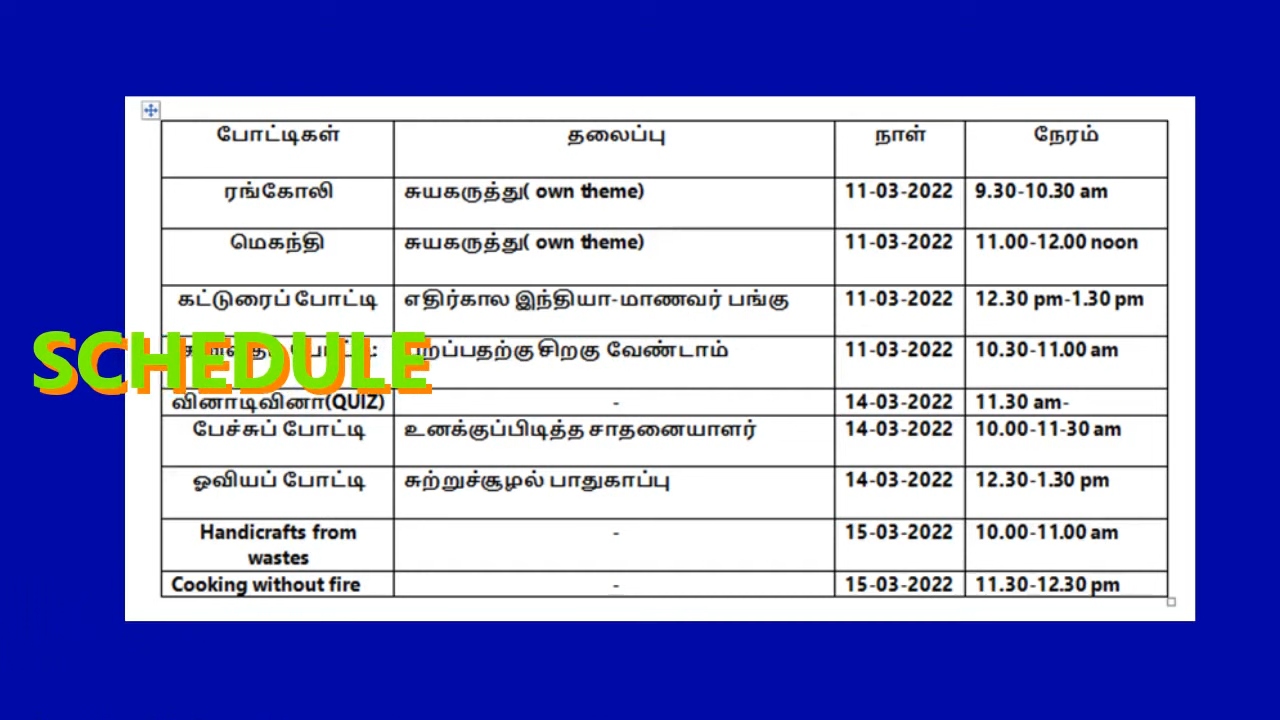 போட்டிகள் தலைப்பு நாள் நேரம்
ரங்கோலி சுயகருத்து( own theme) 11-03-2022 9.30-10.30 am
மெகந்தி சுயகருத்து( own theme) 11-03-2022 11.00-12.00 noon
கட்டுரைப் போட்டி எதிர்கால இந்தியா-மாணவர் பங்கு 11-03-2022 12.30 pm-1.30 pm
SCHEDULE
சிறகு வேண்டாம் 11-03-2022 10.30-11.00 am
வினாடிவினா(QUIZ) - 14-03-2022 11.30 am-
பேச்சுப் போட்டி உனக்குப்பிடித்த சாதனையாளர் 14-03-2022 10.00-11-30 am
ஓவியப் போட்டி சுற்றுச்சூழல் பாதுகாப்பு 14-03-2022 12.30-1.30 pm
Handicrafts from - 15-03-2022 10.00-11.00 am
wastes
Cooking without fire - 15-03-2022 11.30-12.30 pm